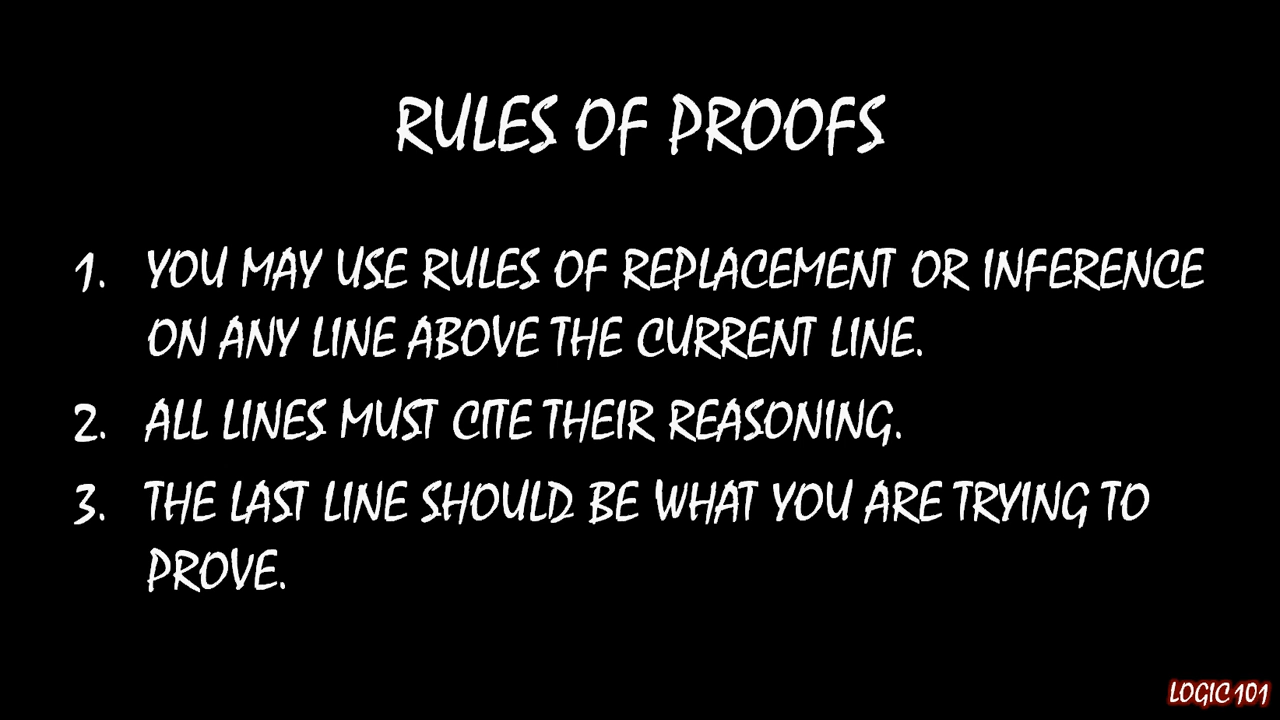 RULES OF PROOFS
1. YOU MAY USE RULES OF REPLACEMENT OR INFERENCE
ON ANY LINE ABOVE THE CURRENT LINE.
2. ALL LINES MUST CITE THEIR REASONING.
3. THE LAST LINE SHOULD BE WHAT YOU ARE TRYING TO
PROVE.
LOGIC 101